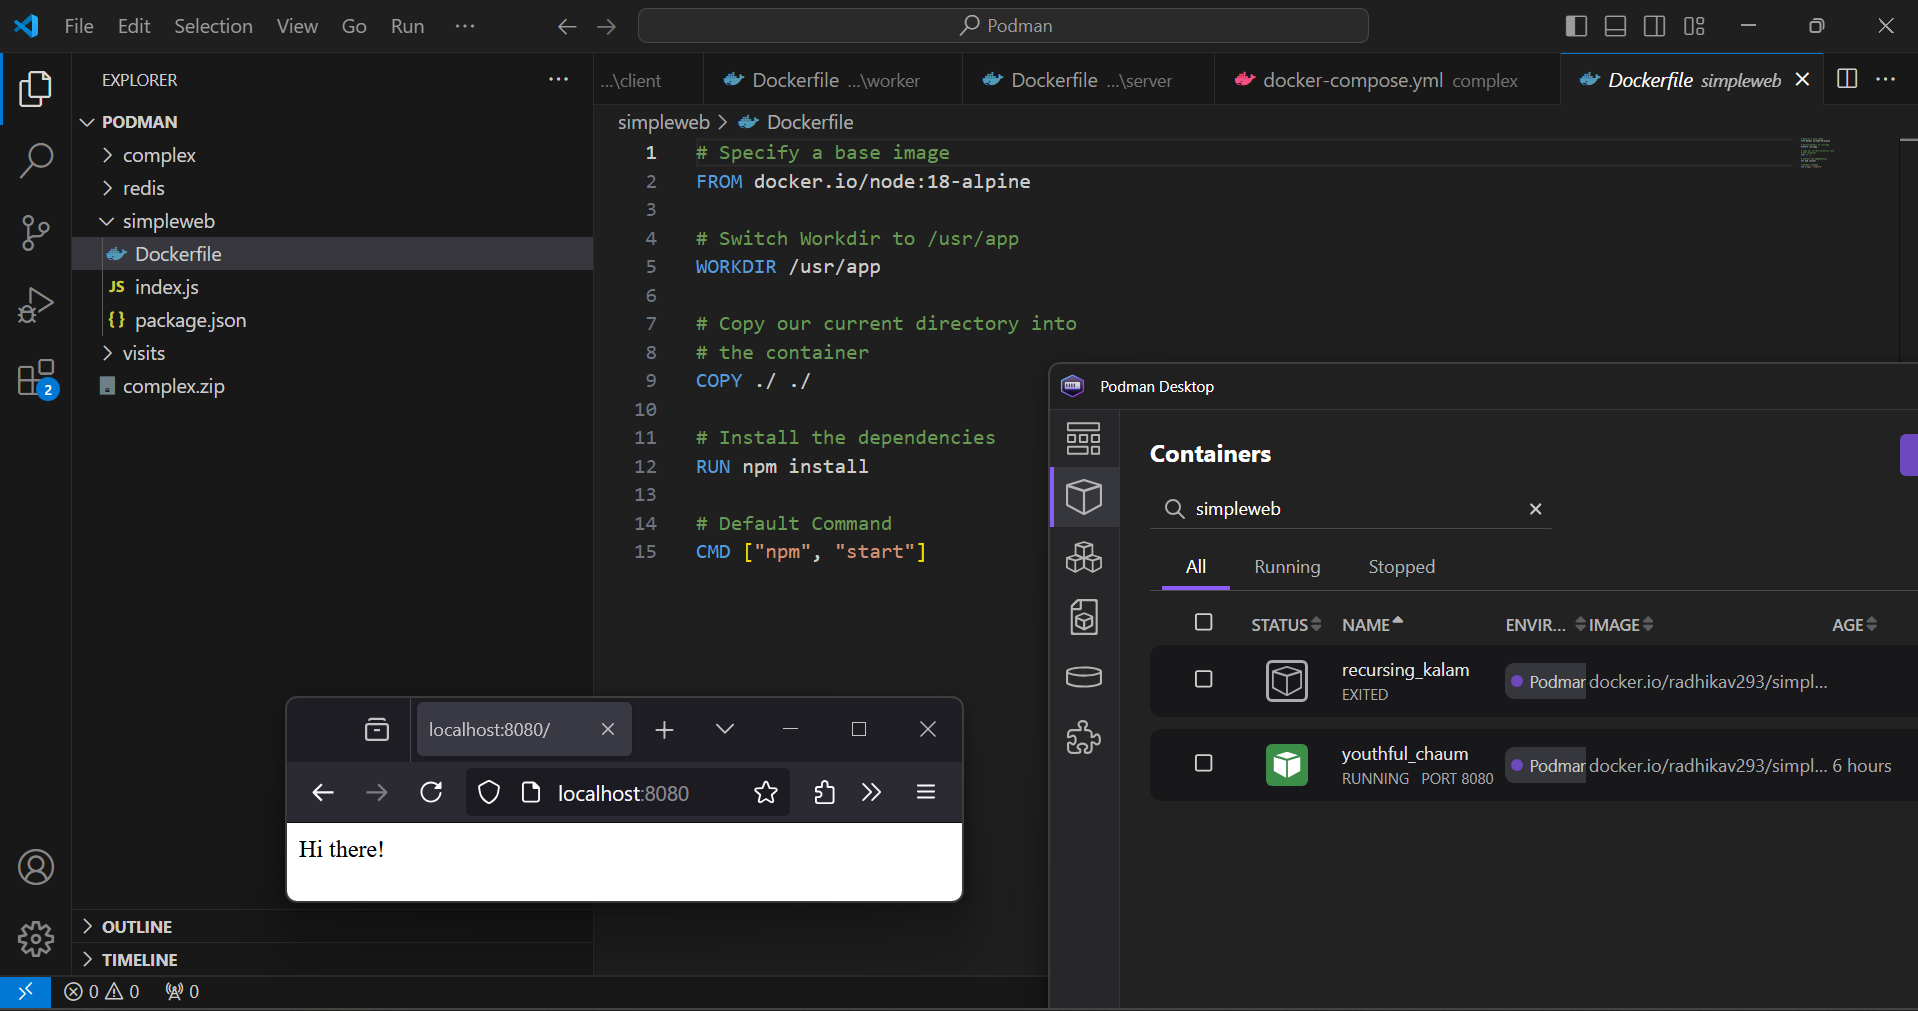 File Edit Selection View Go Run ···
Podman
EXPLORER
PODMAN
complex
redis
simpleweb
Dockerfile
JS index.js
{} package.json
visits
complex.zip
OUTLINE
TIMELINE
2
0 0 0
...\client
Dockerfile ...\worker
Dockerfile ...\server
docker-compose.yml complex
Dockerfile simpleweb
simpleweb > Dockerfile
1 # Specify a base image
2 FROM docker.io/node:18-alpine
3
4 # Switch Workdir to /usr/app
5 WORKDIR /usr/app
6
7 # Copy our current directory into
8 # the container
9 COPY ./ ./
10
11 # Install the dependencies
12 RUN npm install
13
14 # Default Command
15 CMD ["npm", "start"]
localhost:8080/
localhost:8080
Hi there!
Podman Desktop
Containers
simpleweb
All Running Stopped
STATUS NAME ENVIR... IMAGE AGE
recursing_kalam
EXITED
Podman docker.io/radhikav293/simpl...
youthful_chaum
RUNNING PORT 8080
Podman docker.io/radhikav293/simpl... 6 hours